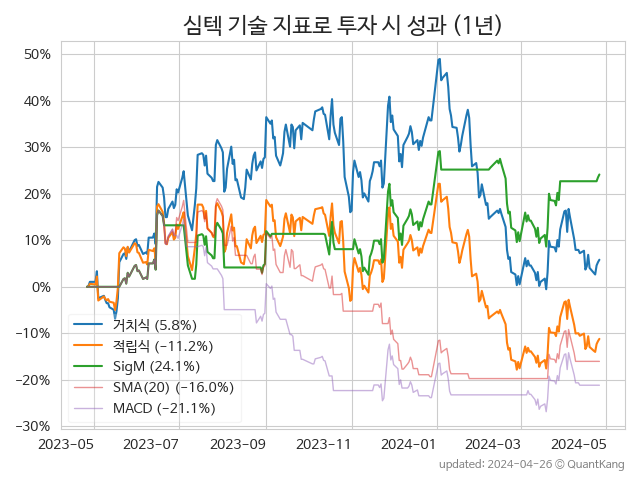 심텍 기술 지표로 투자 시 성과 (1년)
50%
40%
30%
20%
10%
0%
−10%
−20%
−30%
거치식 (5.8%)
적립식 (−11.2%)
SigM (24.1%)
SMA(20) (−16.0%)
MACD (−21.1%)
2023-05 2023-07 2023-09 2023-11 2024-01 2024-03 2024-05
updated: 2024-04-26 © QuantKang